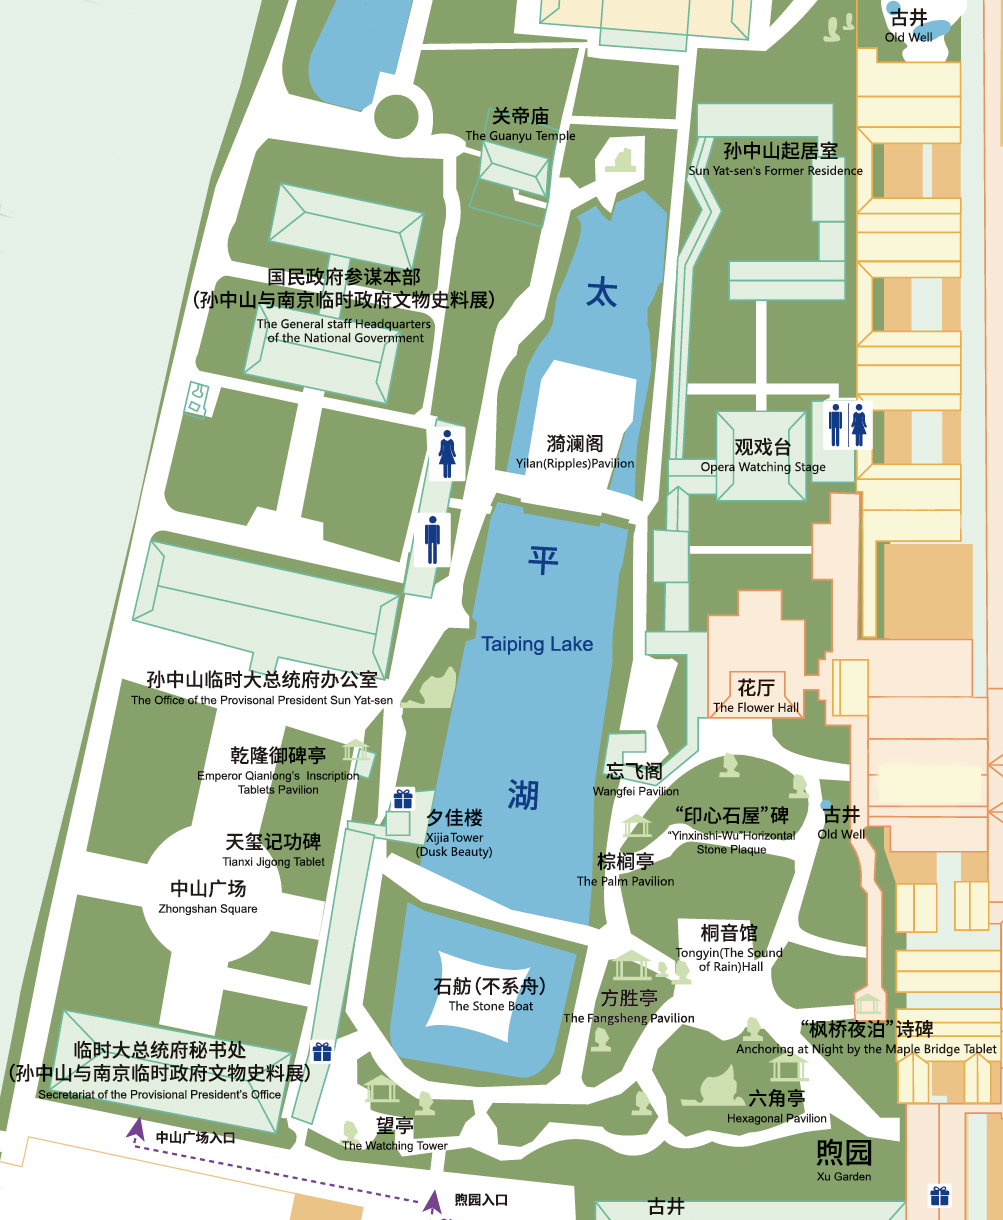 古井
Old Well
关帝庙
The Guanyu Temple
孙中山起居室
Sun Yat-sen's Former Residence
太
国民政府参谋本部
(孙中山与南京临时政府文物史料展)
The General staff Headquarters
of the National Government
漪澜阁
Yilan(Ripples)Pavilion
观戏台
Opera Watching Stage
平
Taiping Lake
孙中山临时大总统府办公室
The Office of the Provisonal President Sun Yat-sen
花厅
The Flower Hall
乾隆御碑亭
Emperor Qianlong's Inscription
Tablets Pavilion
忘飞阁
Wangfei Pavilion
湖
夕佳楼
XijiaTower
(Dusk Beauty)
“印心石屋”碑
“Yinxinshi-Wu”Horizontal
Stone Plaque
古井
Old Well
天玺记功碑
Tianxi Jigong Tablet
棕榈亭
The Palm Pavilion
中山广场
Zhongshan Square
桐音馆
Tongyin(The Sound
of Rain)Hall
石舫(不系舟)
The Stone Boat
方胜亭
The Fangsheng Pavilion
“枫桥夜泊”诗碑
Anchoring at Night by the Maple Bridge Tablet
临时大总统府秘书处
(孙中山与南京临时政府文物史料展)
Secretariat of the Provisional President's Office
六角亭
Hexagonal Pavilion
望亭
The Watching Tower
中山广场入口
煦园
Xu Garden
煦园入口
古井